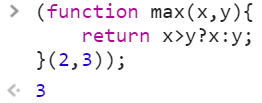 > (function max(x,y){
return x>y?x:y;
}(2,3));
< 3